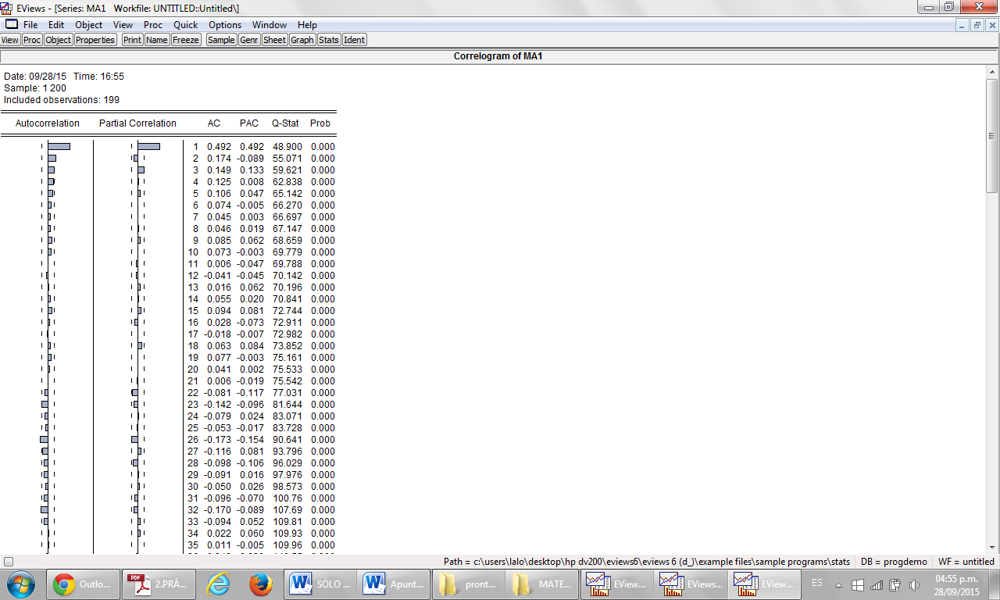 EViews - [Series: MA1   Workfile: UNTITLED::Untitled\]
File Edit Object View Proc Quick Options Window Help
View Proc Object Properties Print Name Freeze Sample Genr Sheet Graph Stats Ident
Correlogram of MA1
Date: 09/28/15   Time: 16:55
Sample: 1 200
Included observations: 199
Autocorrelation Partial Correlation AC PAC Q-Stat Prob
1 0.492 0.492 48.900 0.000
2 0.174 -0.089 55.071 0.000
3 0.149 0.133 59.621 0.000
4 0.125 0.008 62.838 0.000
5 0.106 0.047 65.142 0.000
6 0.074 -0.005 66.270 0.000
7 0.045 0.003 66.697 0.000
8 0.046 0.019 67.147 0.000
9 0.085 0.062 68.659 0.000
10 0.073 -0.003 69.779 0.000
11 0.006 -0.047 69.788 0.000
12 -0.041 -0.045 70.142 0.000
13 0.016 0.062 70.196 0.000
14 0.055 0.020 70.841 0.000
15 0.094 0.081 72.744 0.000
16 0.028 -0.073 72.911 0.000
17 -0.018 -0.007 72.982 0.000
18 0.063 0.084 73.852 0.000
19 0.077 -0.003 75.161 0.000
20 0.041 0.002 75.533 0.000
21 0.006 -0.019 75.542 0.000
22 -0.081 -0.117 77.031 0.000
23 -0.142 -0.096 81.644 0.000
24 -0.079 0.024 83.071 0.000
25 -0.053 -0.017 83.728 0.000
26 -0.173 -0.154 90.641 0.000
27 -0.116 0.081 93.796 0.000
28 -0.098 -0.106 96.029 0.000
29 -0.091 0.016 97.976 0.000
30 -0.050 0.026 98.573 0.000
31 -0.096 -0.070 100.76 0.000
32 -0.170 -0.089 107.69 0.000
33 -0.094 0.052 109.81 0.000
34 0.022 0.060 109.93 0.000
35 0.011 -0.005 109.96 0.000
Path = c:\users\lalo\desktop\hp dv200\eviews6\eviews 6 (d_)\example files\sample programs\stats DB = progdemo WF = untitled
Outlo... PDF 2.PRÁ... SÓLO ... Apunt... pront... MATE... EView... EViews... EView... ES 04:55 p.m.
28/09/2015